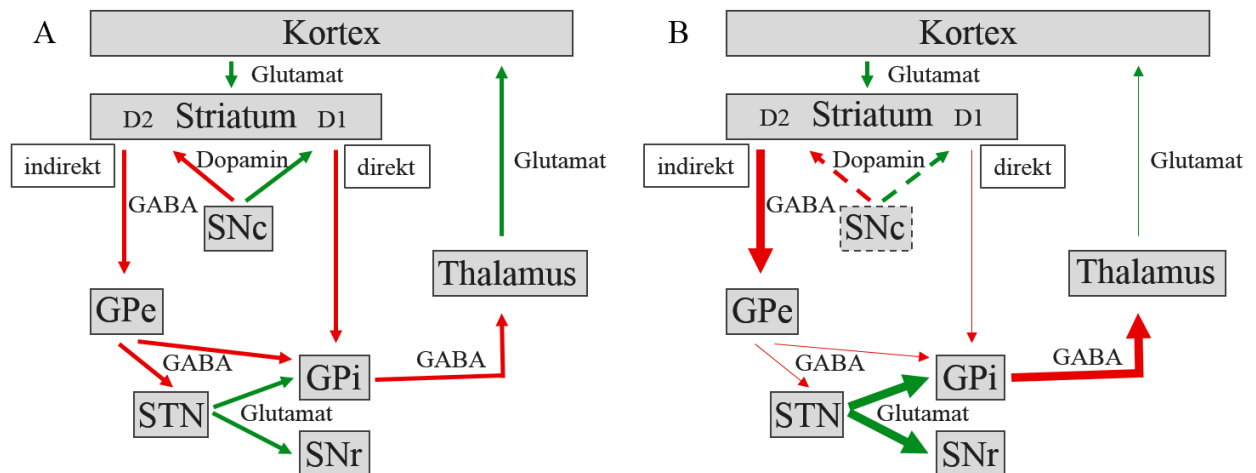 A
Kortex
Glutamat
D2 Striatum D1
indirekt
Dopamin
direkt
Glutamat
GABA
SNc
Thalamus
GPe
GABA
GABA
GPi
STN
Glutamat
SNr
B
Kortex
Glutamat
D2 Striatum D1
indirekt
Dopamin
direkt
Glutamat
GABA
SNc
Thalamus
GPe
GABA
GABA
GPi
STN
Glutamat
SNr